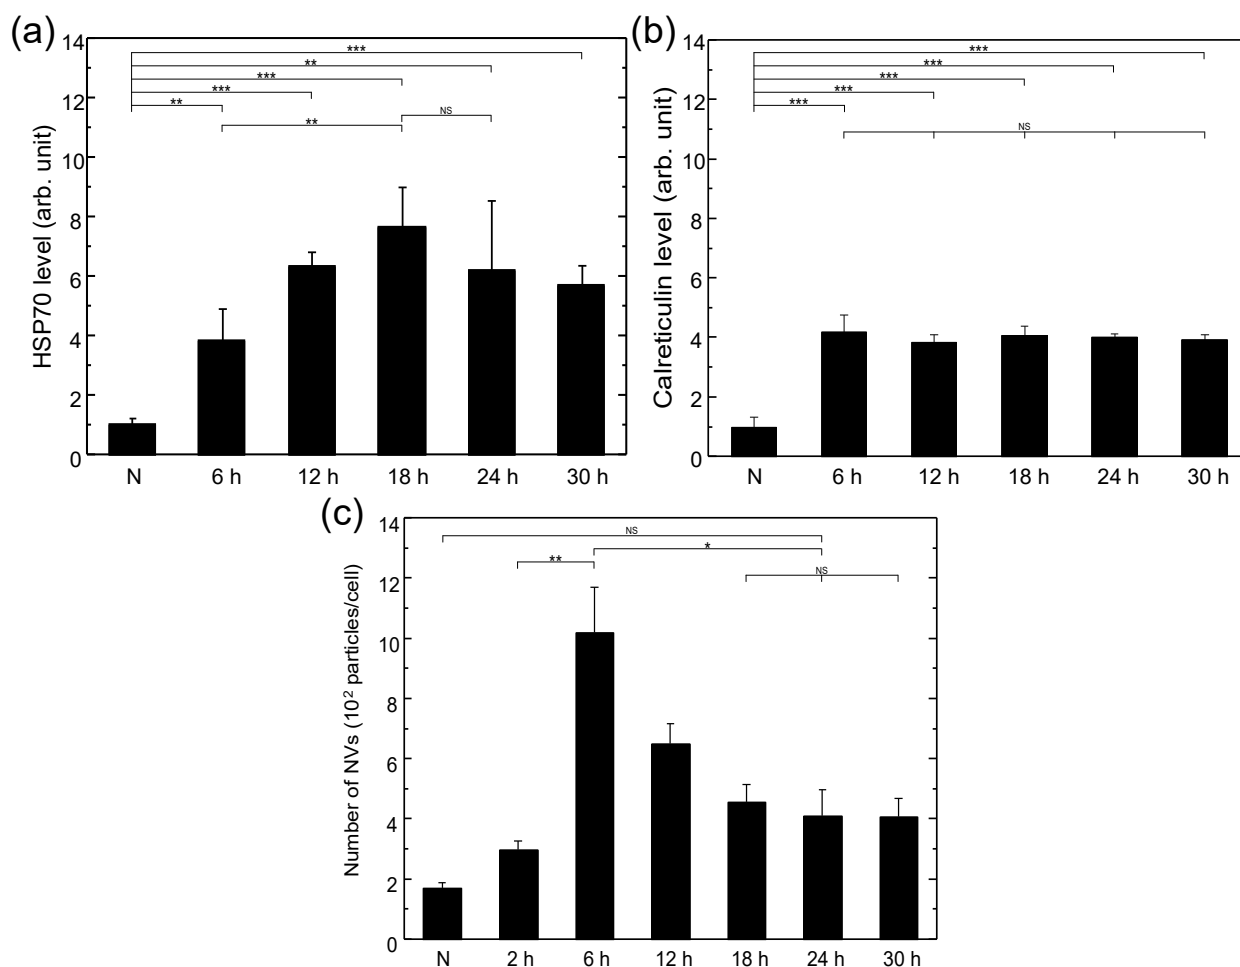 (a)
HSP70 level (arb. unit)
14
12
10
8
6
4
2
0
***
**
***
***
**
**
NS
N 6 h 12 h 18 h 24 h 30 h
(b)
Calreticulin level (arb. unit)
14
12
10
8
6
4
2
0
***
***
***
***
***
NS
N 6 h 12 h 18 h 24 h 30 h
(c)
Number of NVs (10² particles/cell)
14
12
10
8
6
4
2
0
NS
*
**
NS
N 2 h 6 h 12 h 18 h 24 h 30 h